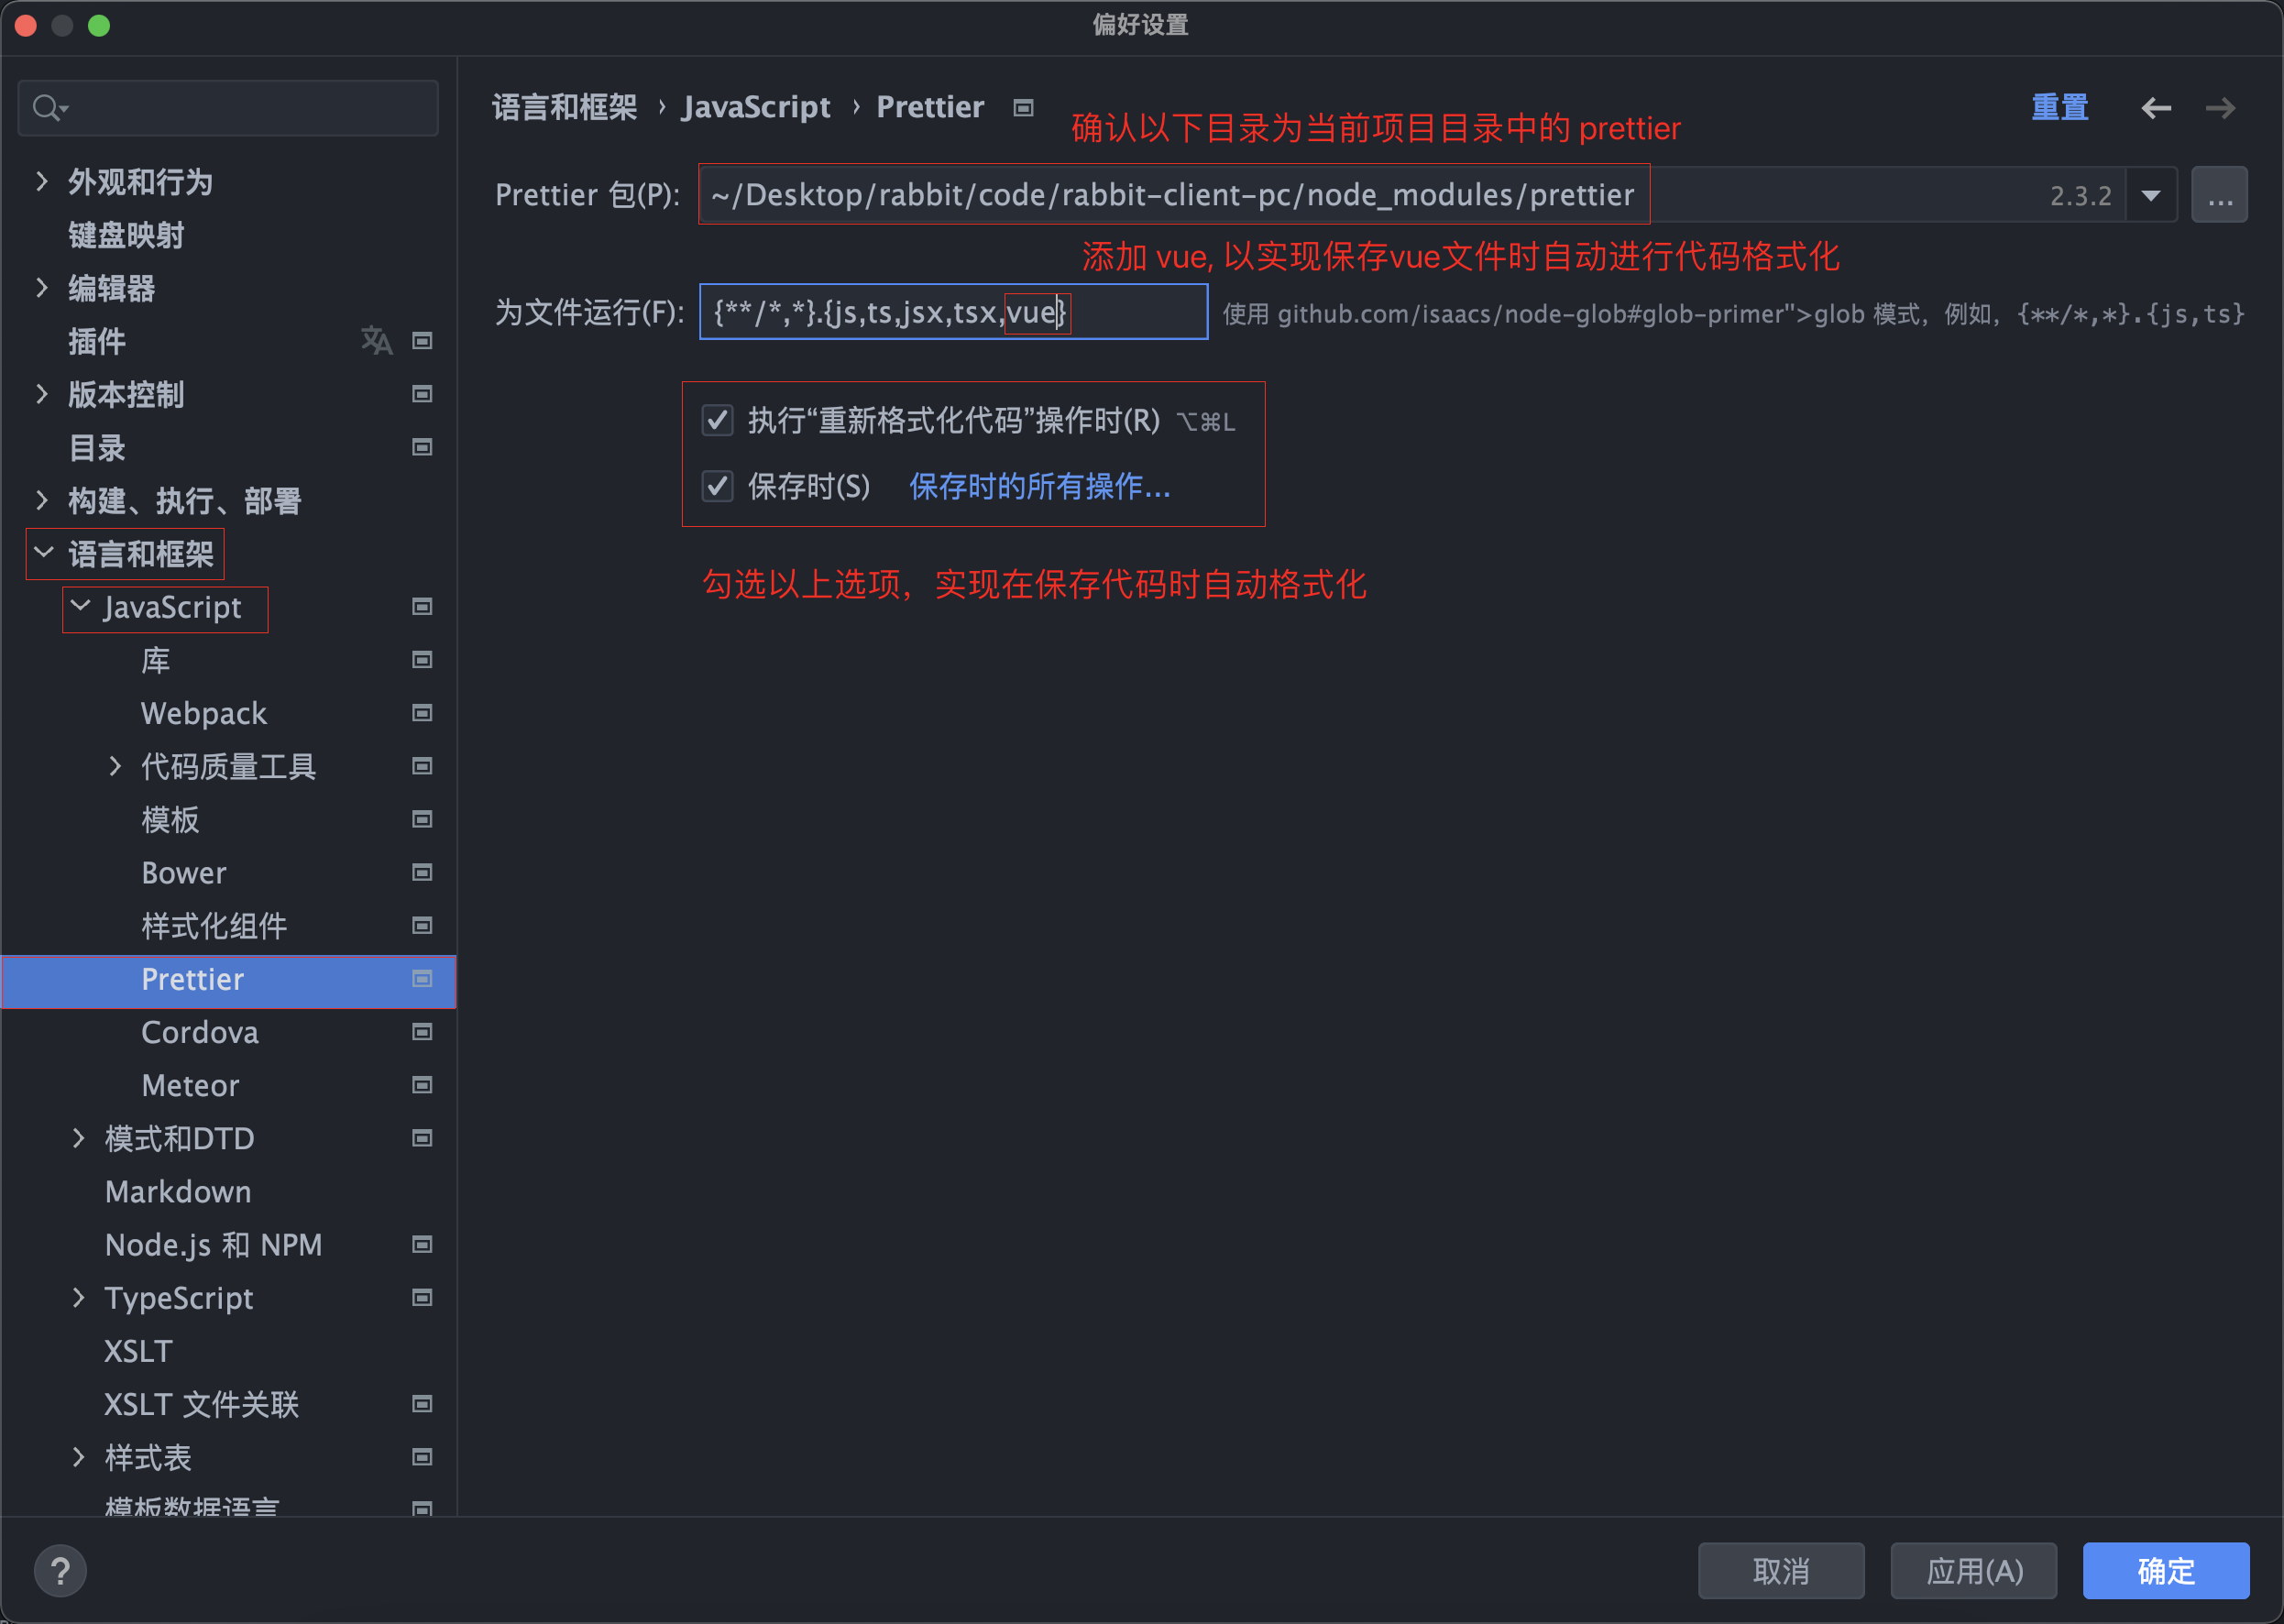 偏好设置
语言和框架 › JavaScript › Prettier
重置
确认以下目录为当前项目目录中的 prettier
Prettier 包(P): ~/Desktop/rabbit/code/rabbit-client-pc/node_modules/prettier 2.3.2 ...
添加 vue, 以实现保存vue文件时自动进行代码格式化
为文件运行(F): {**/*,*}.{js,ts,jsx,tsx,vue} 使用 github.com/isaacs/node-glob#glob-primer">glob 模式，例如，{**/*,*}.{js,ts}
执行“重新格式化代码”操作时(R) ⌥⌘L
保存时(S) 保存时的所有操作...
勾选以上选项，实现在保存代码时自动格式化
外观和行为
键盘映射
编辑器
插件
版本控制
目录
构建、执行、部署
语言和框架
JavaScript
库
Webpack
代码质量工具
模板
Bower
样式化组件
Prettier
Cordova
Meteor
模式和DTD
Markdown
Node.js 和 NPM
TypeScript
XSLT
XSLT 文件关联
样式表
模板数据语言
?
取消
应用(A)
确定